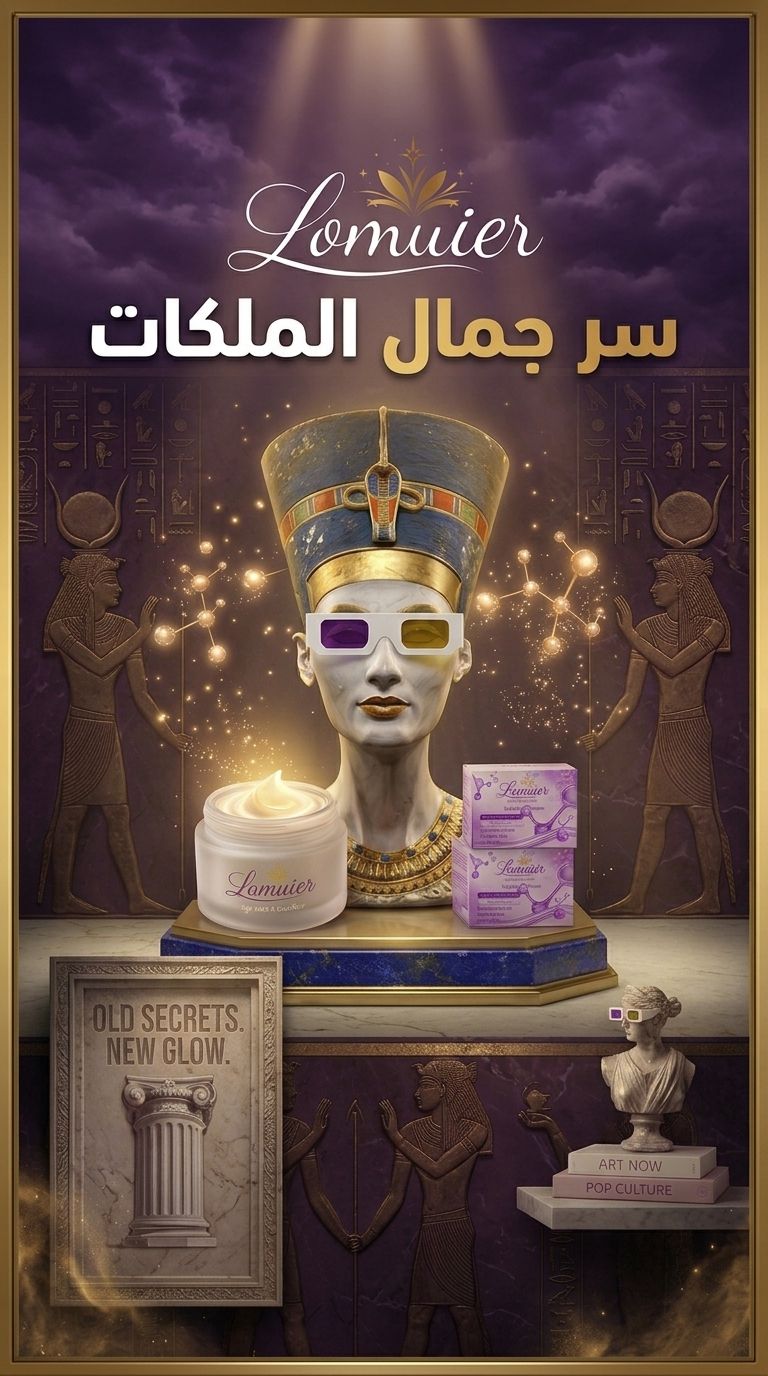 Lomuier
سر جمال الملكات
Lomuier
Lomuier
Lomuier
OLD SECRETS.
NEW GLOW.
ART NOW
POP CULTURE